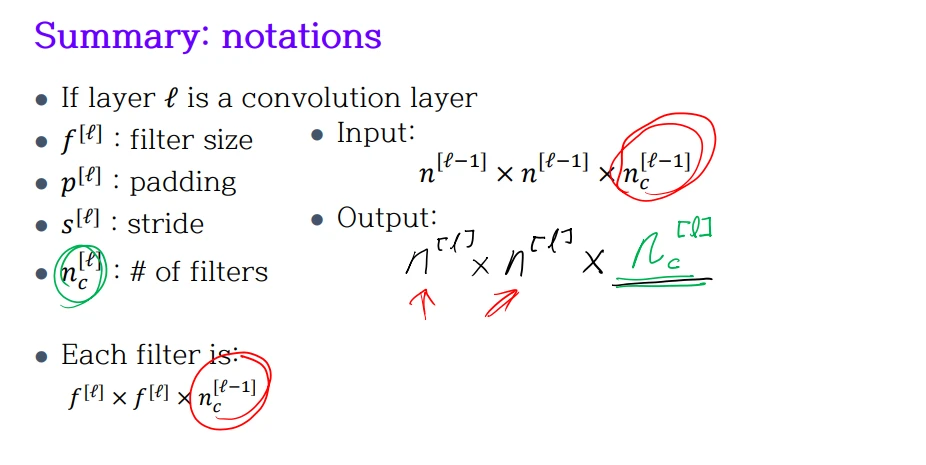 Summary: notations
● If layer ℓ is a convolution layer
● f^[ℓ] : filter size
● p^[ℓ] : padding
● s^[ℓ] : stride
● n_c^[ℓ] : # of filters
● Each filter is:
f^[ℓ] × f^[ℓ] × n_c^[ℓ−1]
● Input:
n^[ℓ−1] × n^[ℓ−1] × n_c^[ℓ−1]
● Output:
n^[l] × n^[l] × n_c^[l]